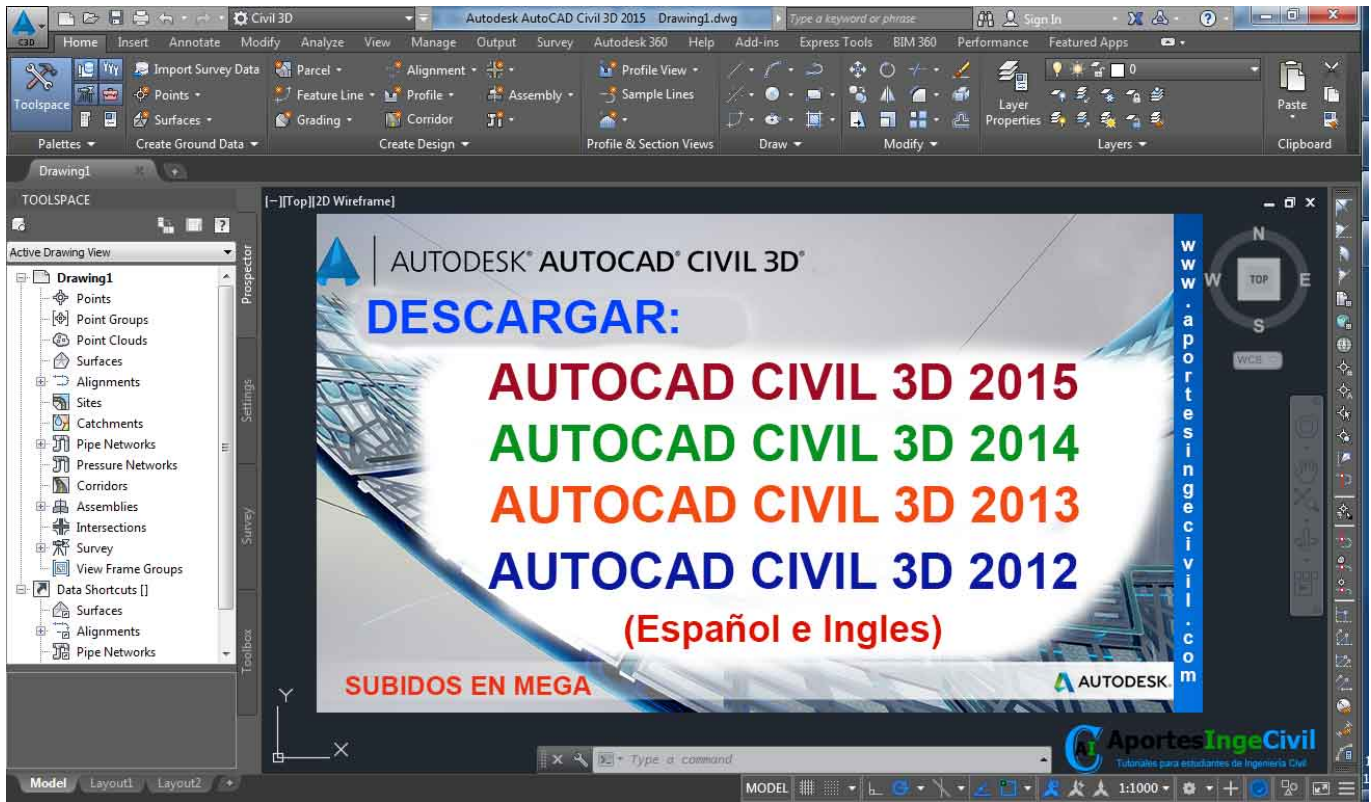 Civil 3D
Autodesk AutoCAD Civil 3D 2015 Drawing1.dwg
Type a keyword or phrase
Sign In
C3D
Home Insert Annotate Modify Analyze View Manage Output Survey Autodesk 360 Help Add-ins Express Tools BIM 360 Performance Featured Apps
Toolspace
Import Survey Data
Points
Surfaces
Parcel
Feature Line
Grading
Alignment
Profile
Corridor
Assembly
Profile View
Sample Lines
Layer
Properties
0
Paste
Palettes
Create Ground Data
Create Design
Profile & Section Views
Draw
Modify
Layers
Clipboard
Drawing1
TOOLSPACE
Active Drawing View
Drawing1
Points
Point Groups
Point Clouds
Surfaces
Alignments
Sites
Catchments
Pipe Networks
Pressure Networks
Corridors
Assemblies
Intersections
Survey
View Frame Groups
Data Shortcuts []
Surfaces
Alignments
Pipe Networks
Prospector
Settings
Survey
Toolbox
[−][Top][2D Wireframe]
AUTODESK® AUTOCAD® CIVIL 3D®
DESCARGAR:
AUTOCAD CIVIL 3D 2015
AUTOCAD CIVIL 3D 2014
AUTOCAD CIVIL 3D 2013
AUTOCAD CIVIL 3D 2012
(Español e Ingles)
SUBIDOS EN MEGA
AUTODESK.
www.aportesingecivil.com
N
W TOP E
S
WCS
Y
X
Type a command
AI
AportesIngeCivil
Tutoriales para estudiantes de Ingenieria Civil
Model Layout1 Layout2
MODEL
1:1000